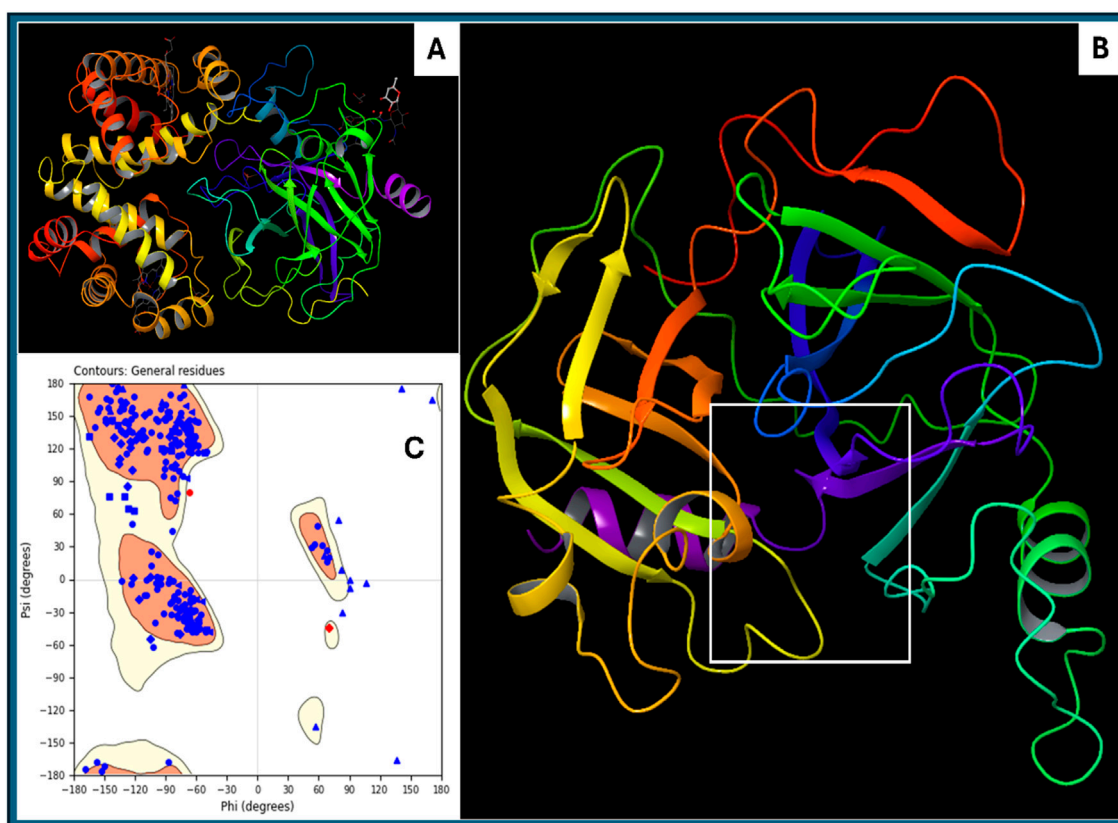 A
B
Contours: General residues
C
Psi (degrees)
180
150
120
90
60
30
0
-30
-60
-90
-120
-150
-180
-180 -150 -120 -90 -60 -30 0 30 60 90 120 150 180
Phi (degrees)